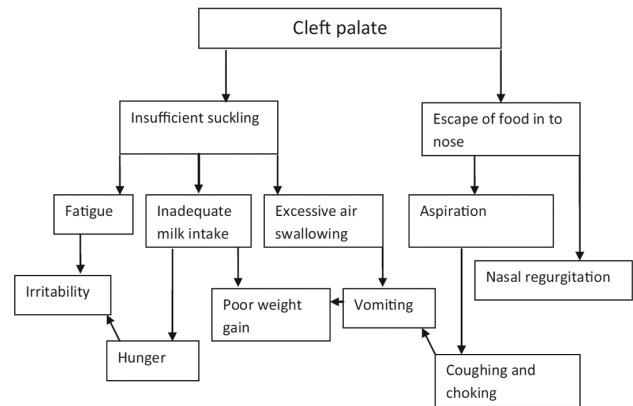 Cleft palate
Insufficient suckling
Escape of food in to
nose
Fatigue
Inadequate
milk intake
Excessive air
swallowing
Aspiration
Nasal regurgitation
Irritability
Poor weight
gain
Vomiting
Hunger
Coughing and
choking